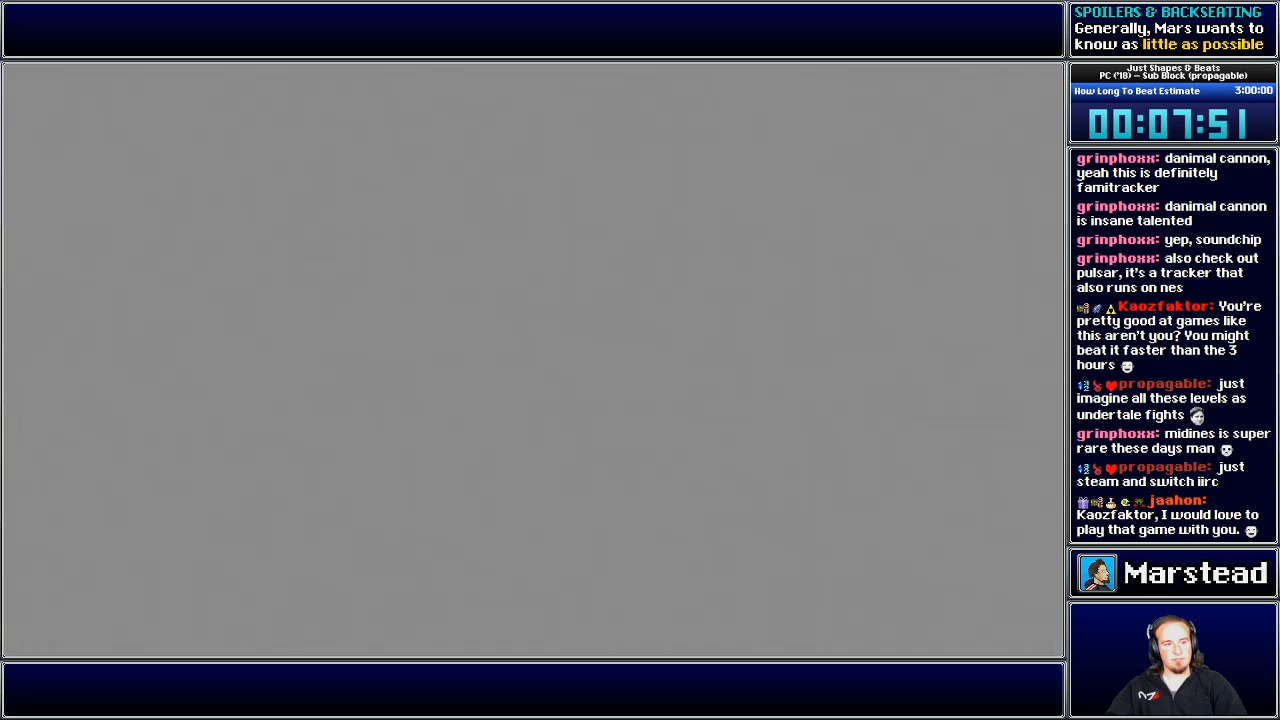 SPOILERS & BACKSEATING
Generally, Mars wants to
know as little as possible
Just Shapes & Beats
PC ('18) – Sub Block (propagable)
How Long To Beat Estimate 3:00:00
00:07:51
grinphoxx: danimal cannon,
yeah this is definitely
famitracker
grinphoxx: danimal cannon
is insane talented
grinphoxx: yep, soundchip
grinphoxx: also check out
pulsar, it's a tracker that
also runs on nes
Kaozfaktor: You're
pretty good at games like
this aren't you? You might
beat it faster than the 3
hours
propagable: just
imagine all these levels as
undertale fights
grinphoxx: midines is super
rare these days man
propagable: just
steam and switch iirc
jaahon:
Kaozfaktor, I would love to
play that game with you.
Marstead